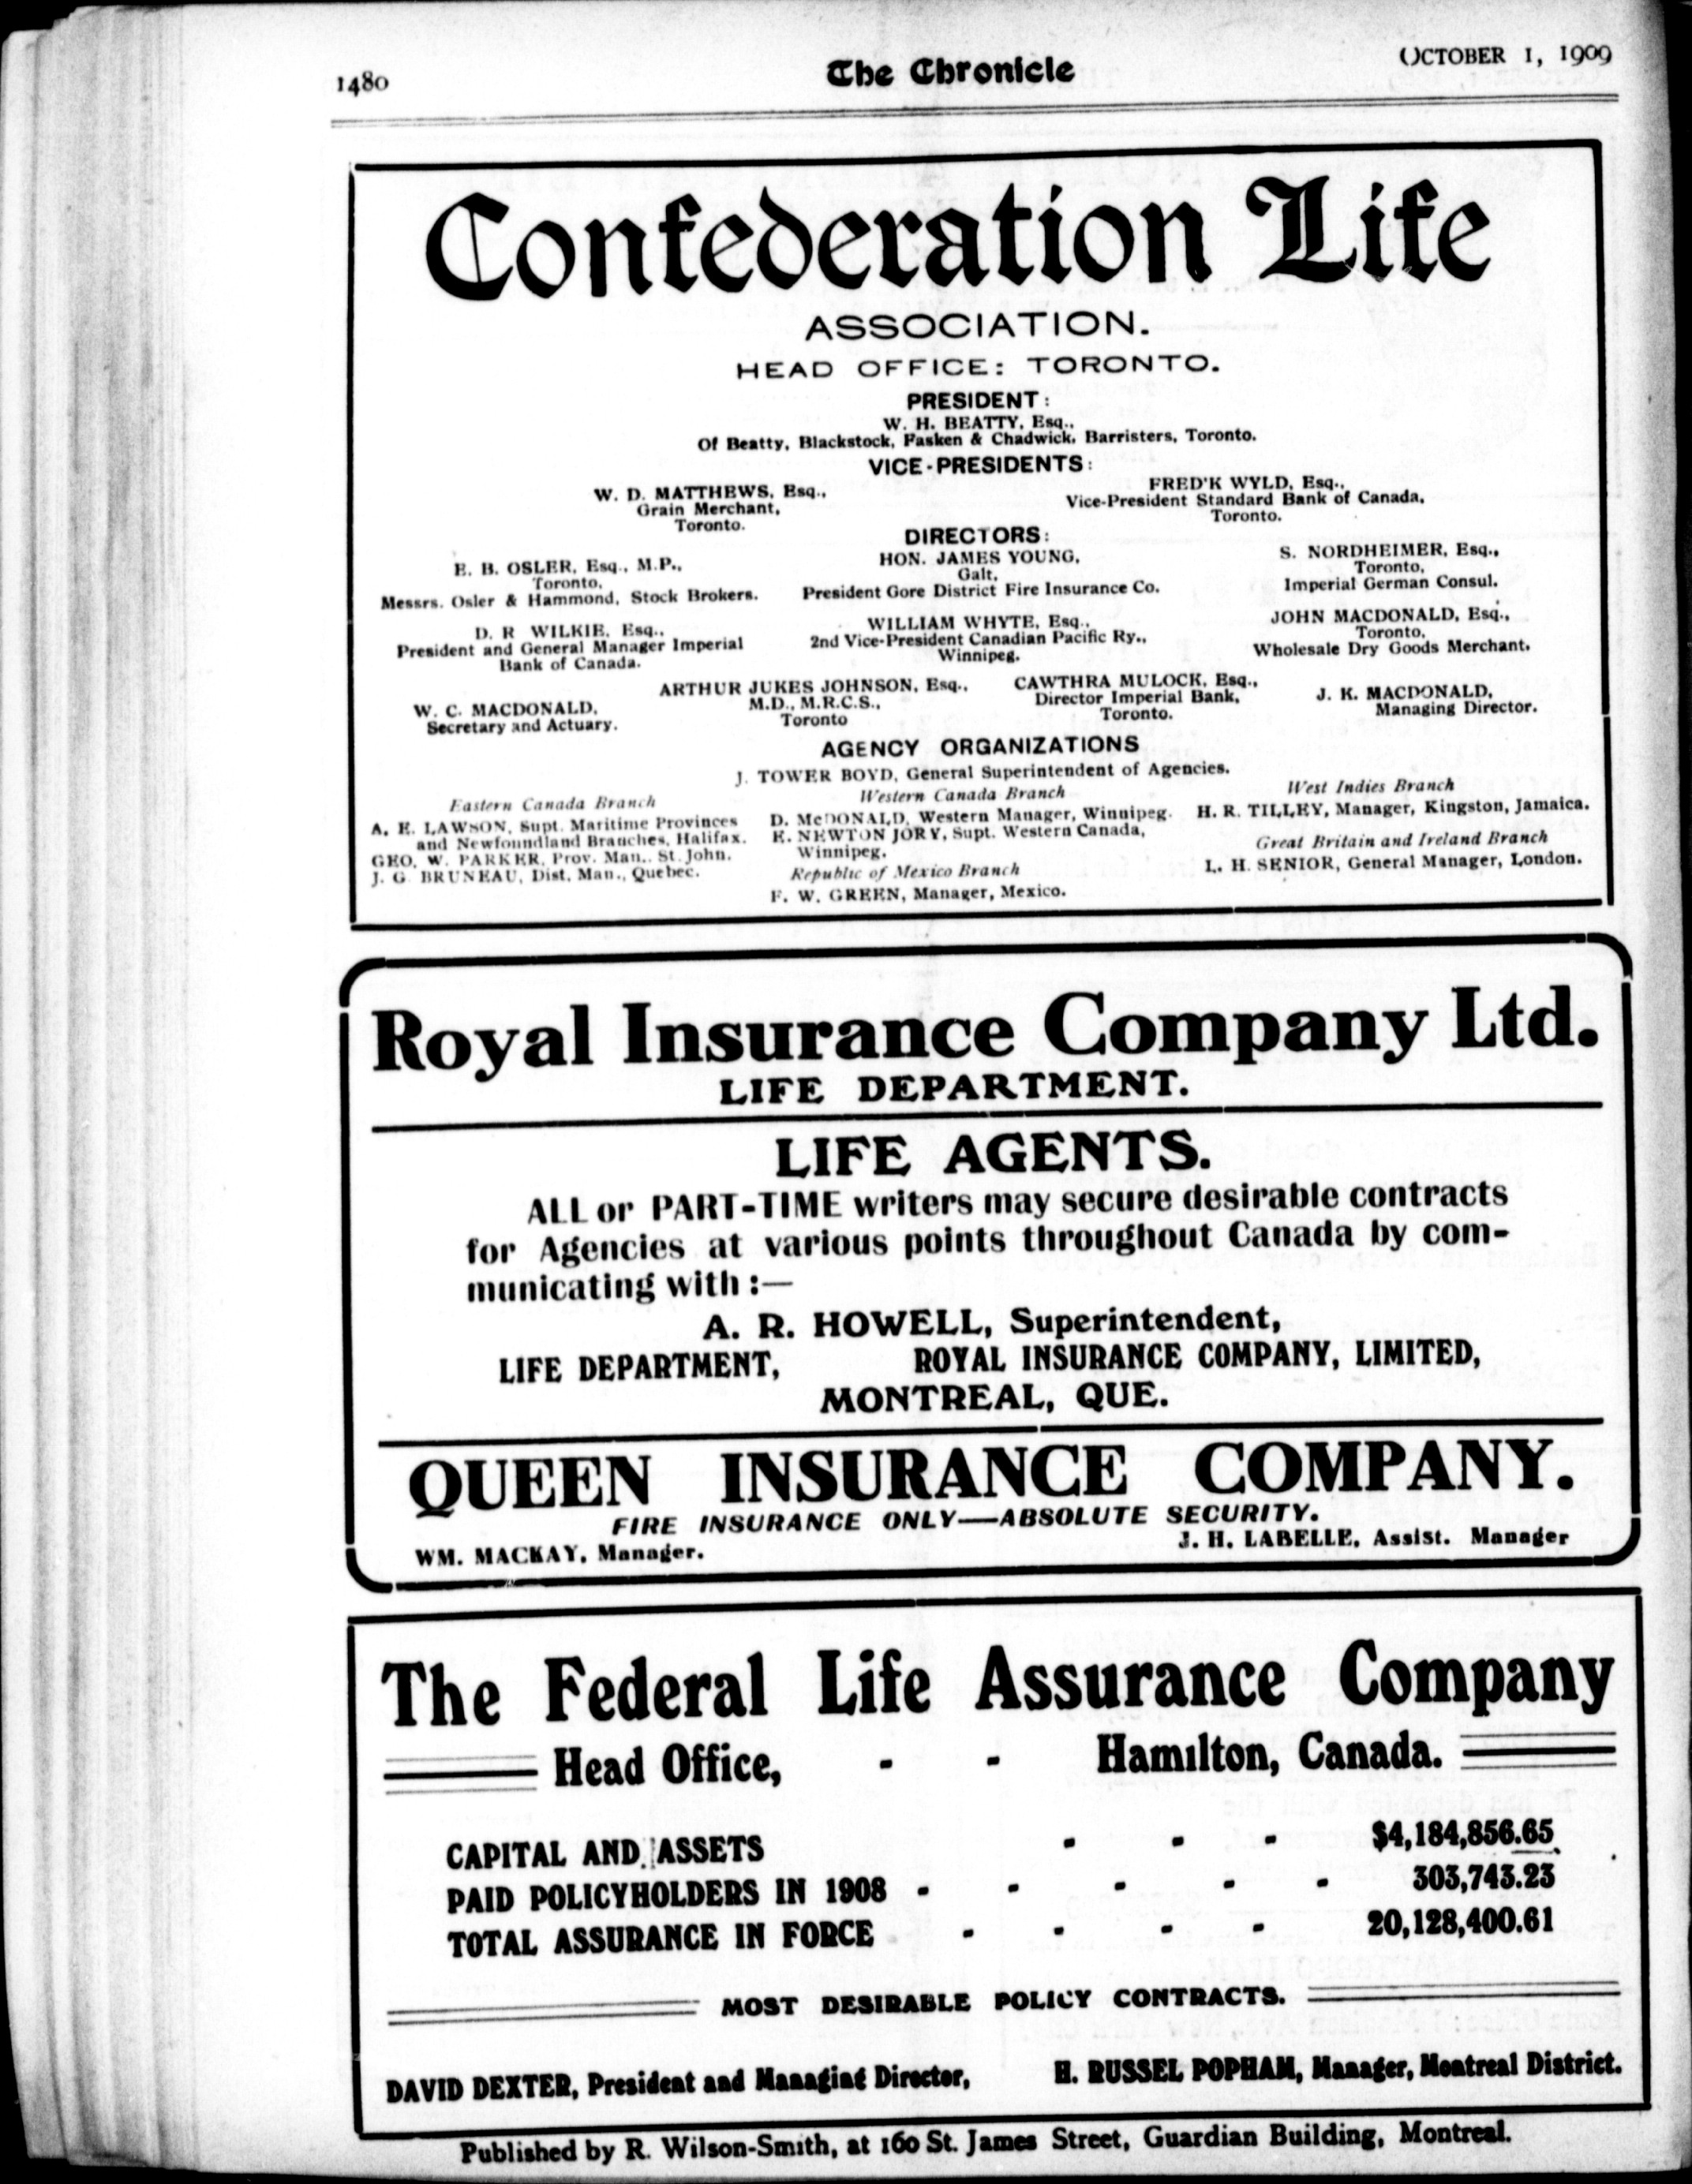 1480
The Chronicle
OCTOBER 1, 1909
Confederation Life
ASSOCIATION.
HEAD OFFICE: TORONTO.
PRESIDENT:
W. H. BEATTY, Esq.,
Of Beatty, Blackstock, Fasken & Chadwick, Barristers, Toronto.
VICE-PRESIDENTS:
W. D. MATTHEWS, Esq.,
Grain Merchant,
Toronto.
FRED'K WYLD, Esq.,
Vice-President Standard Bank of Canada,
Toronto.
DIRECTORS:
E. B. OSLER, Esq., M.P.,
Toronto,
Messrs. Osler & Hammond, Stock Brokers.
HON. JAMES YOUNG,
Galt,
President Gore District Fire Insurance Co.
S. NORDHEIMER, Esq.,
Toronto,
Imperial German Consul.
D. R WILKIE, Esq.,
President and General Manager Imperial
Bank of Canada.
WILLIAM WHYTE, Esq.,
2nd Vice-President Canadian Pacific Ry.,
Winnipeg.
JOHN MACDONALD, Esq.,
Toronto,
Wholesale Dry Goods Merchant.
W. C. MACDONALD,
Secretary and Actuary.
ARTHUR JUKES JOHNSON, Esq.,
M.D., M.R.C.S.,
Toronto
CAWTHRA MULOCK, Esq.,
Director Imperial Bank,
Toronto.
J. K. MACDONALD,
Managing Director.
AGENCY ORGANIZATIONS
J. TOWER BOYD, General Superintendent of Agencies.
Eastern Canada Branch
A. E. LAWSON, Supt. Maritime Provinces
and Newfoundland Branches, Halifax.
GEO. W. PARKER, Prov. Man., St. John.
J. G. BRUNEAU, Dist. Man., Quebec.
Western Canada Branch
D. McDONALD, Western Manager, Winnipeg.
E. NEWTON JORY, Supt. Western Canada,
Winnipeg.
Republic of Mexico Branch
F. W. GREEN, Manager, Mexico.
West Indies Branch
H. R. TILLEY, Manager, Kingston, Jamaica.
Great Britain and Ireland Branch
L. H. SENIOR, General Manager, London.
Royal Insurance Company Ltd.
LIFE DEPARTMENT.
LIFE AGENTS.
ALL or PART-TIME writers may secure desirable contracts
for Agencies at various points throughout Canada by com-
municating with :—
A. R. HOWELL, Superintendent,
LIFE DEPARTMENT, ROYAL INSURANCE COMPANY, LIMITED,
MONTREAL, QUE.
QUEEN INSURANCE COMPANY.
FIRE INSURANCE ONLY—ABSOLUTE SECURITY.
WM. MACKAY, Manager. J. H. LABELLE, Assist. Manager
The Federal Life Assurance Company
Head Office, - - Hamilton, Canada.
CAPITAL AND ASSETS - - - $4,184,856.65
PAID POLICYHOLDERS IN 1908 - - - - - 303,743.23
TOTAL ASSURANCE IN FORCE - - - - 20,128,400.61
MOST DESIRABLE POLICY CONTRACTS.
DAVID DEXTER, President and Managing Director, H. RUSSEL POPHAM, Manager, Montreal District.
Published by R. Wilson-Smith, at 160 St. James Street, Guardian Building, Montreal.